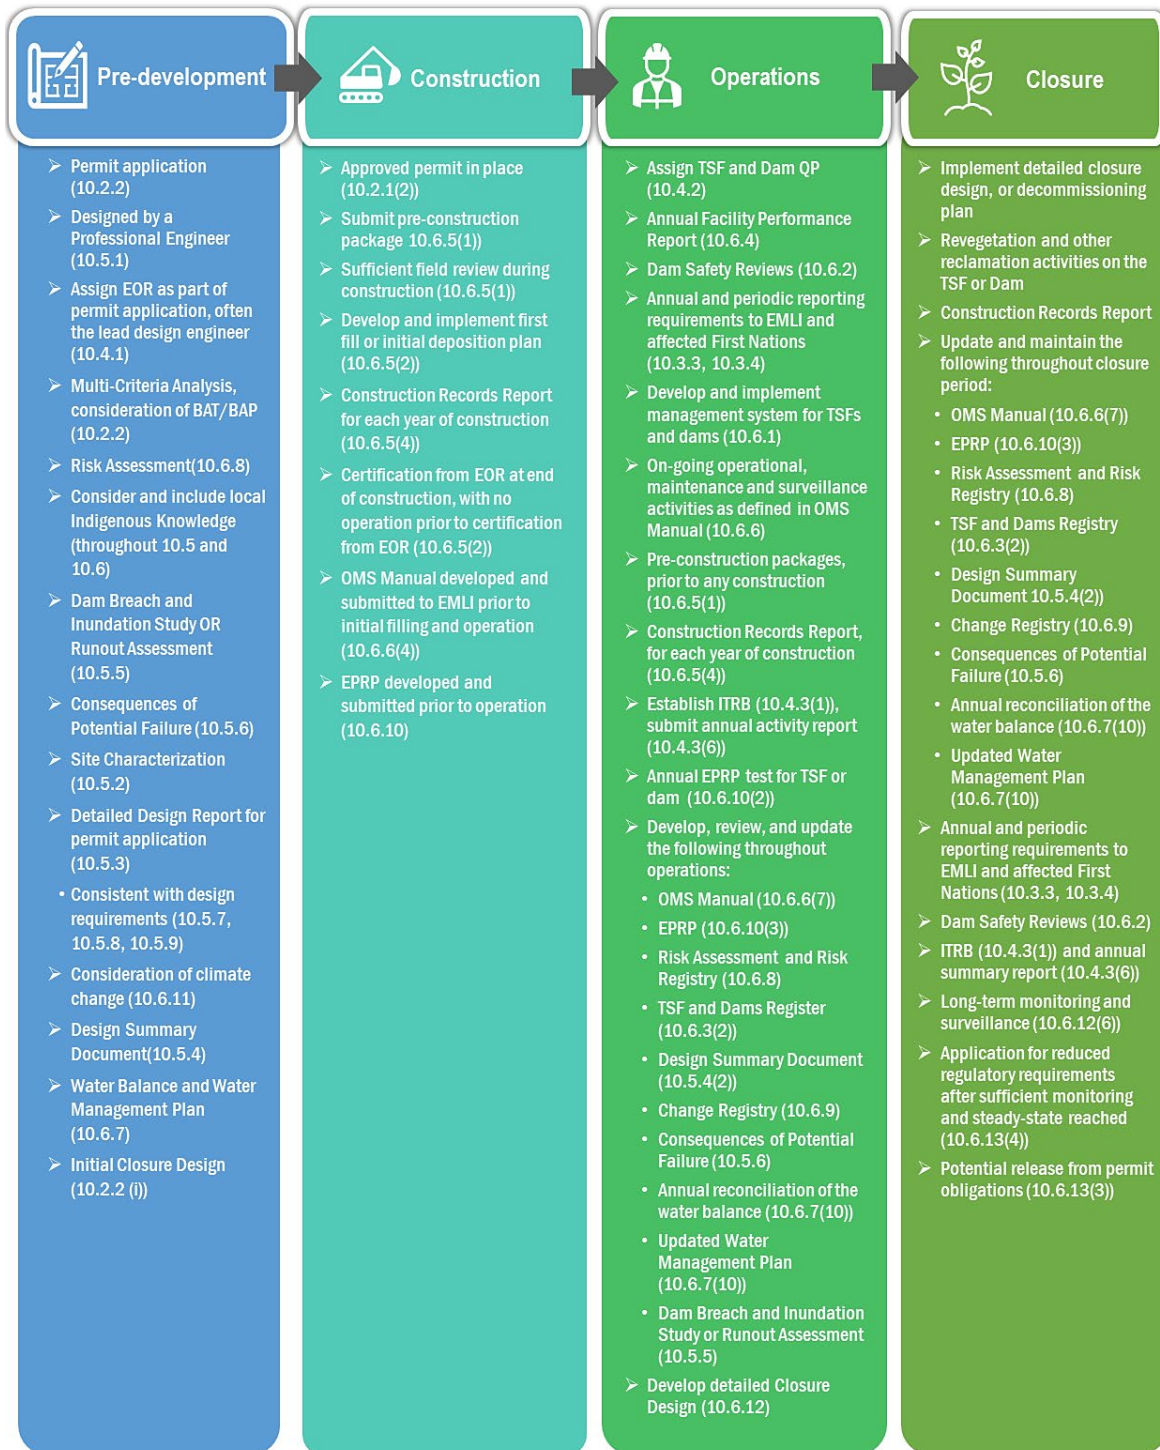 Pre-development
Construction
Operations
Closure
➤ Permit application
(10.2.2)
➤ Designed by a
Professional Engineer
(10.5.1)
➤ Assign EOR as part of
permit application, often
the lead design engineer
(10.4.1)
➤ Multi-Criteria Analysis,
consideration of BAT/BAP
(10.2.2)
➤ Risk Assessment(10.6.8)
➤ Consider and include local
Indigenous Knowledge
(throughout 10.5 and
10.6)
➤ Dam Breach and
Inundation Study OR
Runout Assessment
(10.5.5)
➤ Consequences of
Potential Failure (10.5.6)
➤ Site Characterization
(10.5.2)
➤ Detailed Design Report for
permit application
(10.5.3)
• Consistent with design
requirements (10.5.7,
10.5.8, 10.5.9)
➤ Consideration of climate
change (10.6.11)
➤ Design Summary
Document(10.5.4)
➤ Water Balance and Water
Management Plan
(10.6.7)
➤ Initial Closure Design
(10.2.2 (i))
➤ Approved permit in place
(10.2.1(2))
➤ Submit pre-construction
package 10.6.5(1))
➤ Sufficient field review during
construction (10.6.5(1))
➤ Develop and implement first
fill or initial deposition plan
(10.6.5(2))
➤ Construction Records Report
for each year of construction
(10.6.5(4))
➤ Certification from EOR at end
of construction, with no
operation prior to certification
from EOR (10.6.5(2))
➤ OMS Manual developed and
submitted to EMLI prior to
initial filling and operation
(10.6.6(4))
➤ EPRP developed and
submitted prior to operation
(10.6.10)
➤ Assign TSF and Dam QP
(10.4.2)
➤ Annual Facility Performance
Report (10.6.4)
➤ Dam Safety Reviews (10.6.2)
➤ Annual and periodic reporting
requirements to EMLI and
affected First Nations
(10.3.3, 10.3.4)
➤ Develop and implement
management system for TSFs
and dams (10.6.1)
➤ On-going operational,
maintenance and surveillance
activities as defined in OMS
Manual (10.6.6)
➤ Pre-construction packages,
prior to any construction
(10.6.5(1))
➤ Construction Records Report,
for each year of construction
(10.6.5(4))
➤ Establish ITRB (10.4.3(1)),
submit annual activity report
(10.4.3(6))
➤ Annual EPRP test for TSF or
dam (10.6.10(2))
➤ Develop, review, and update
the following throughout
operations:
• OMS Manual (10.6.6(7))
• EPRP (10.6.10(3))
• Risk Assessment and Risk
Registry (10.6.8)
• TSF and Dams Register
(10.6.3(2))
• Design Summary Document
(10.5.4(2))
• Change Registry (10.6.9)
• Consequences of Potential
Failure (10.5.6)
• Annual reconciliation of the
water balance (10.6.7(10))
• Updated Water
Management Plan
(10.6.7(10))
• Dam Breach and Inundation
Study or Runout Assessment
(10.5.5)
➤ Develop detailed Closure
Design (10.6.12)
➤ Implement detailed closure
design, or decommissioning
plan
➤ Revegetation and other
reclamation activities on the
TSF or Dam
➤ Construction Records Report
➤ Update and maintain the
following throughout closure
period:
• OMS Manual (10.6.6(7))
• EPRP (10.6.10(3))
• Risk Assessment and Risk
Registry (10.6.8)
• TSF and Dams Registry
(10.6.3(2))
• Design Summary
Document 10.5.4(2))
• Change Registry (10.6.9)
• Consequences of Potential
Failure (10.5.6)
• Annual reconciliation of the
water balance (10.6.7(10))
• Updated Water
Management Plan
(10.6.7(10))
➤ Annual and periodic
reporting requirements to
EMLI and affected First
Nations (10.3.3, 10.3.4)
➤ Dam Safety Reviews (10.6.2)
➤ ITRB (10.4.3(1)) and annual
summary report (10.4.3(6))
➤ Long-term monitoring and
surveillance (10.6.12(6))
➤ Application for reduced
regulatory requirements
after sufficient monitoring
and steady-state reached
(10.6.13(4))
➤ Potential release from permit
obligations (10.6.13(3))